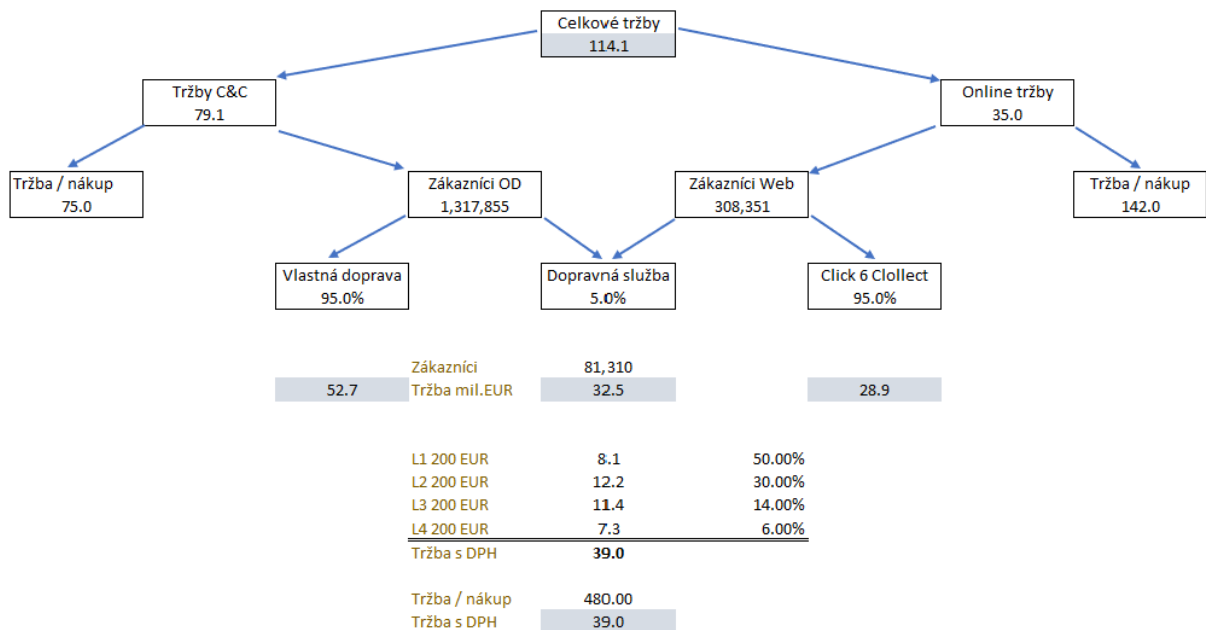 Celkové tržby
114.1
Tržby C&C
79.1
Online tržby
35.0
Tržba / nákup
75.0
Zákazníci OD
1,317,855
Zákazníci Web
308,351
Tržba / nákup
142.0
Vlastná doprava
95.0%
Dopravná služba
5.0%
Click 6 Clollect
95.0%
Zákazníci 81,310
52.7 Tržba mil.EUR 32.5 28.9
L1 200 EUR 8.1 50.00%
L2 200 EUR 12.2 30.00%
L3 200 EUR 11.4 14.00%
L4 200 EUR 7.3 6.00%
Tržba s DPH 39.0
Tržba / nákup 480.00
Tržba s DPH 39.0